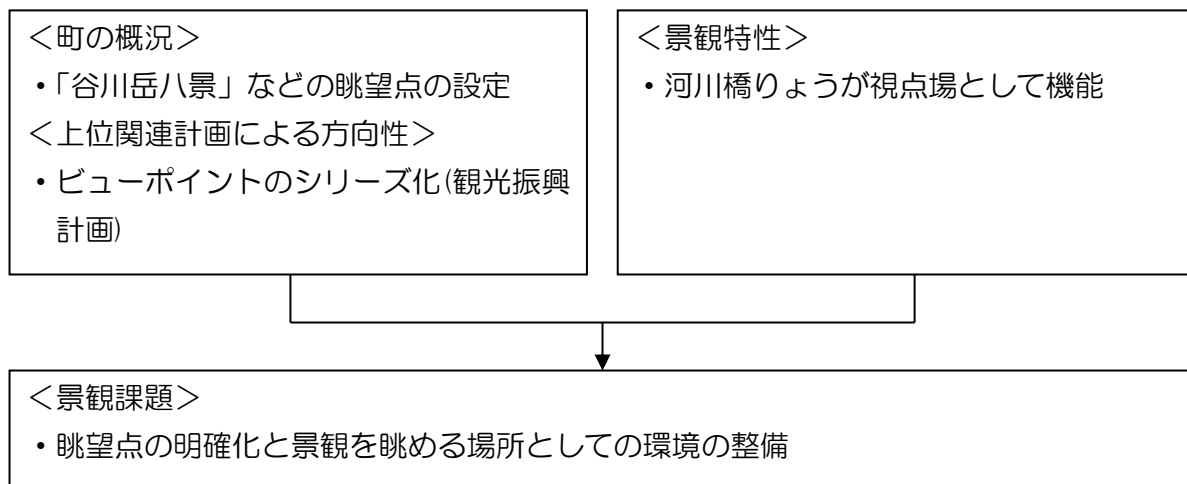 ＜町の概況＞
・「谷川岳八景」などの眺望点の設定
＜上位関連計画による方向性＞
・ビューポイントのシリーズ化(観光振興
計画)
＜景観特性＞
・河川橋りょうが視点場として機能
＜景観課題＞
・眺望点の明確化と景観を眺める場所としての環境の整備